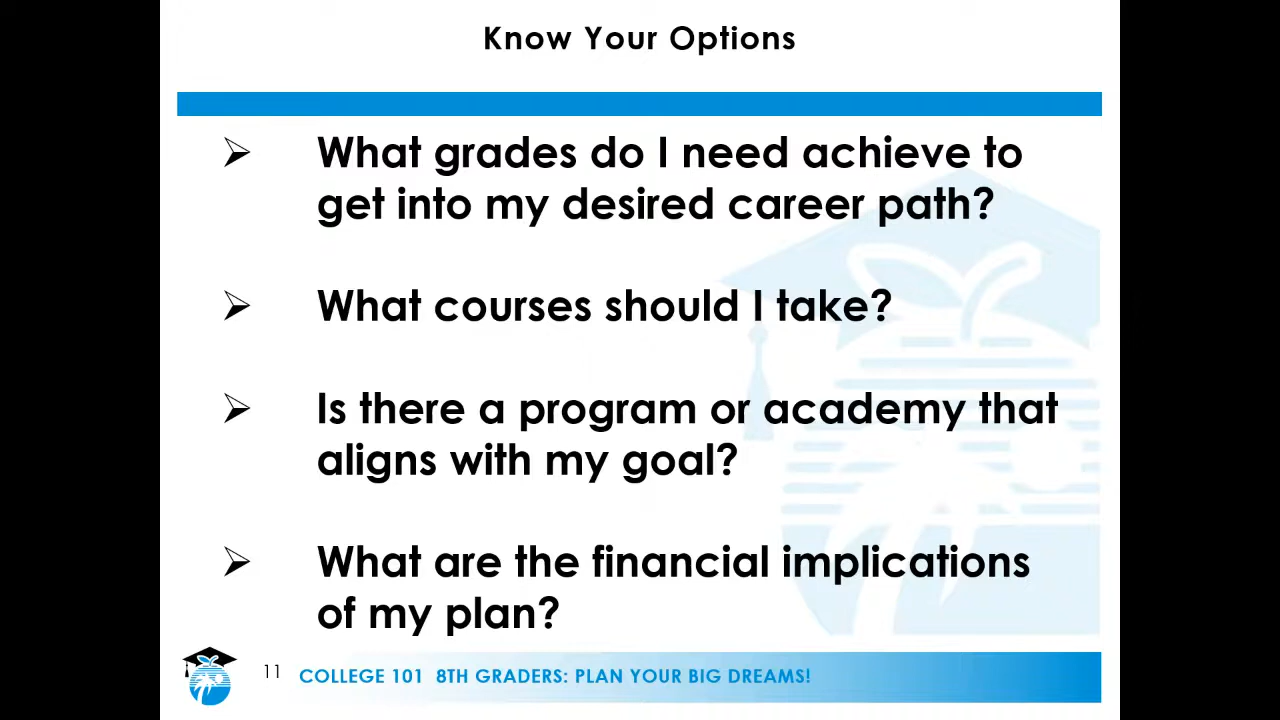 Know Your Options
➢ What grades do I need achieve to
get into my desired career path?
➢ What courses should I take?
➢ Is there a program or academy that
aligns with my goal?
➢ What are the financial implications
of my plan?
11 COLLEGE 101 8TH GRADERS: PLAN YOUR BIG DREAMS!